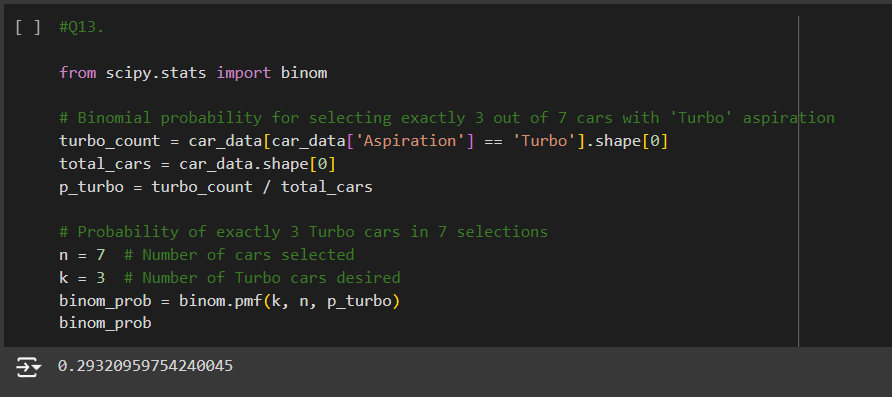 [ ] #Q13.
from scipy.stats import binom
# Binomial probability for selecting exactly 3 out of 7 cars with 'Turbo' aspiration
turbo_count = car_data[car_data['Aspiration'] == 'Turbo'].shape[0]
total_cars = car_data.shape[0]
p_turbo = turbo_count / total_cars
# Probability of exactly 3 Turbo cars in 7 selections
n = 7  # Number of cars selected
k = 3  # Number of Turbo cars desired
binom_prob = binom.pmf(k, n, p_turbo)
binom_prob
0.29320959754240045